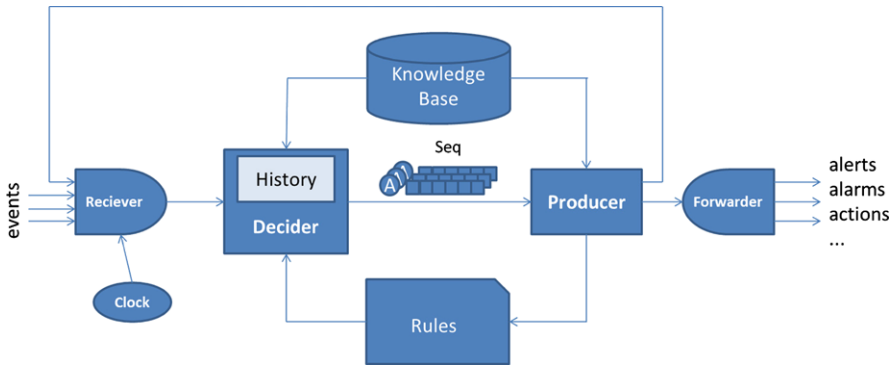 Knowledge
Base
Seq
A
History
Decider
events
Reciever
Clock
Producer
Forwarder
alerts
alarms
actions
...
Rules